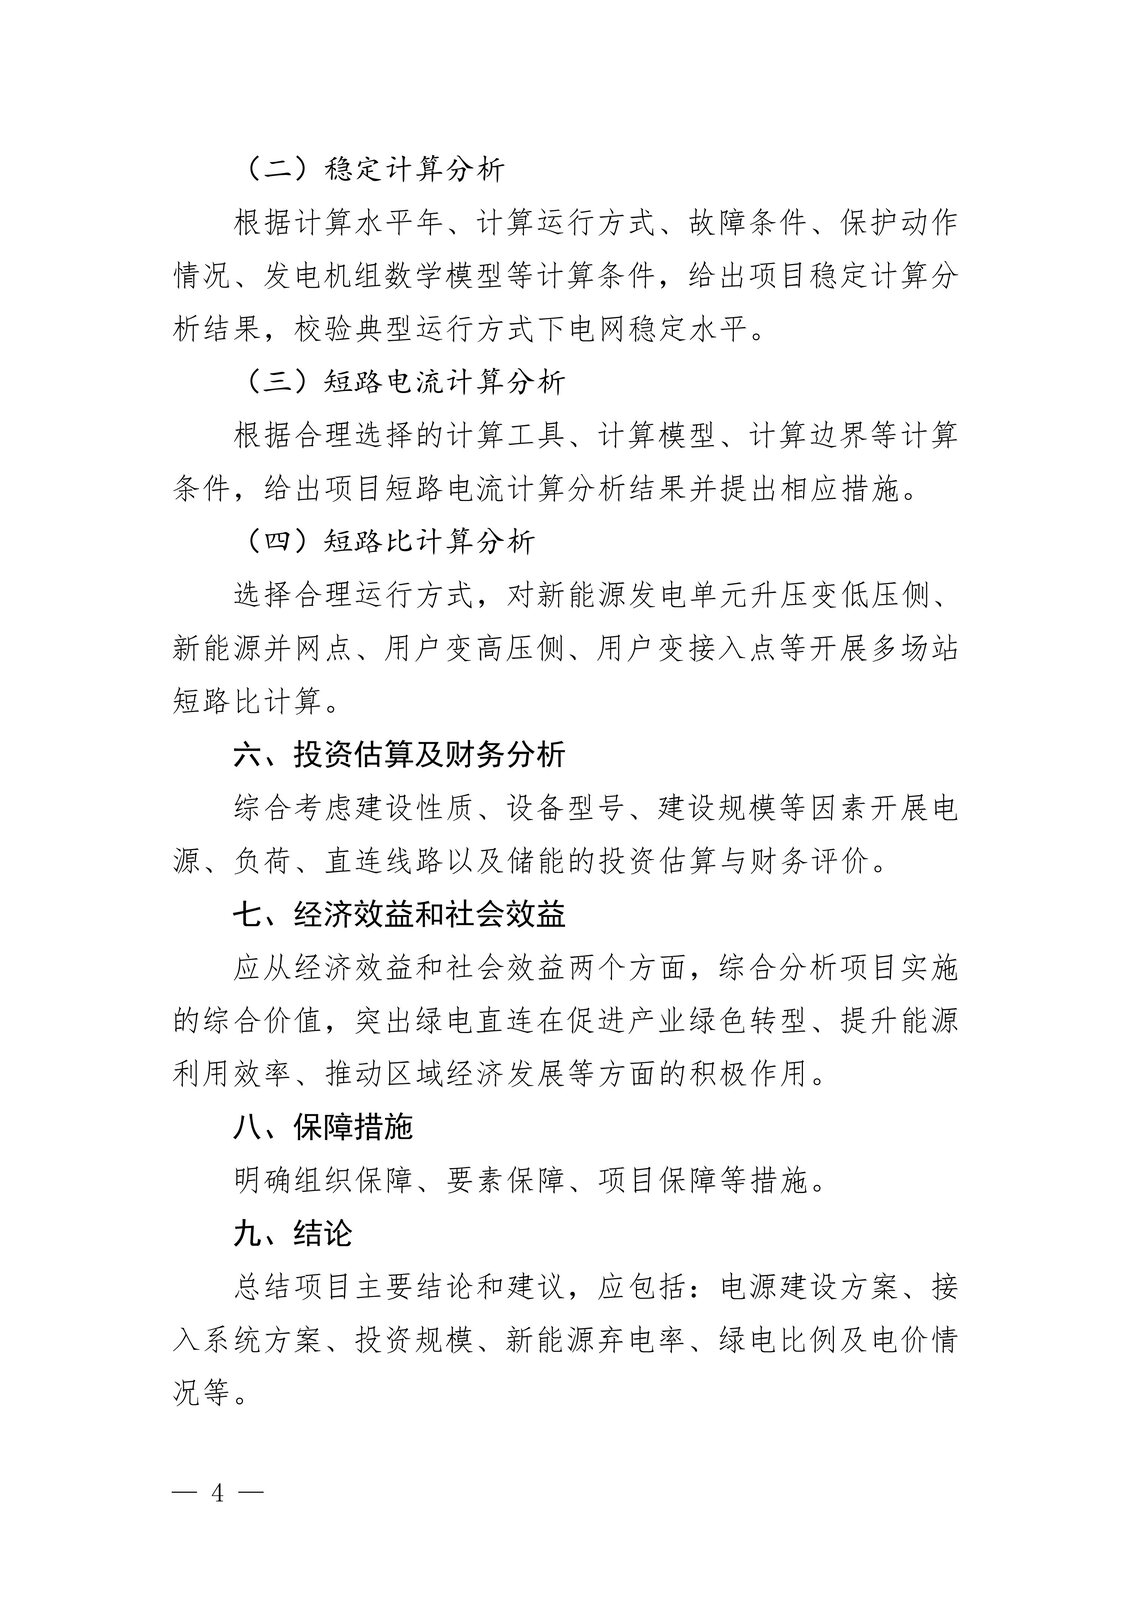 （二）稳定计算分析
根据计算水平年、计算运行方式、故障条件、保护动作
情况、发电机组数学模型等计算条件，给出项目稳定计算分
析结果，校验典型运行方式下电网稳定水平。
（三）短路电流计算分析
根据合理选择的计算工具、计算模型、计算边界等计算
条件，给出项目短路电流计算分析结果并提出相应措施。
（四）短路比计算分析
选择合理运行方式，对新能源发电单元升压变低压侧、
新能源并网点、用户变高压侧、用户变接入点等开展多场站
短路比计算。
六、投资估算及财务分析
综合考虑建设性质、设备型号、建设规模等因素开展电
源、负荷、直连线路以及储能的投资估算与财务评价。
七、经济效益和社会效益
应从经济效益和社会效益两个方面，综合分析项目实施
的综合价值，突出绿电直连在促进产业绿色转型、提升能源
利用效率、推动区域经济发展等方面的积极作用。
八、保障措施
明确组织保障、要素保障、项目保障等措施。
九、结论
总结项目主要结论和建议，应包括：电源建设方案、接
入系统方案、投资规模、新能源弃电率、绿电比例及电价情
况等。
— 4 —